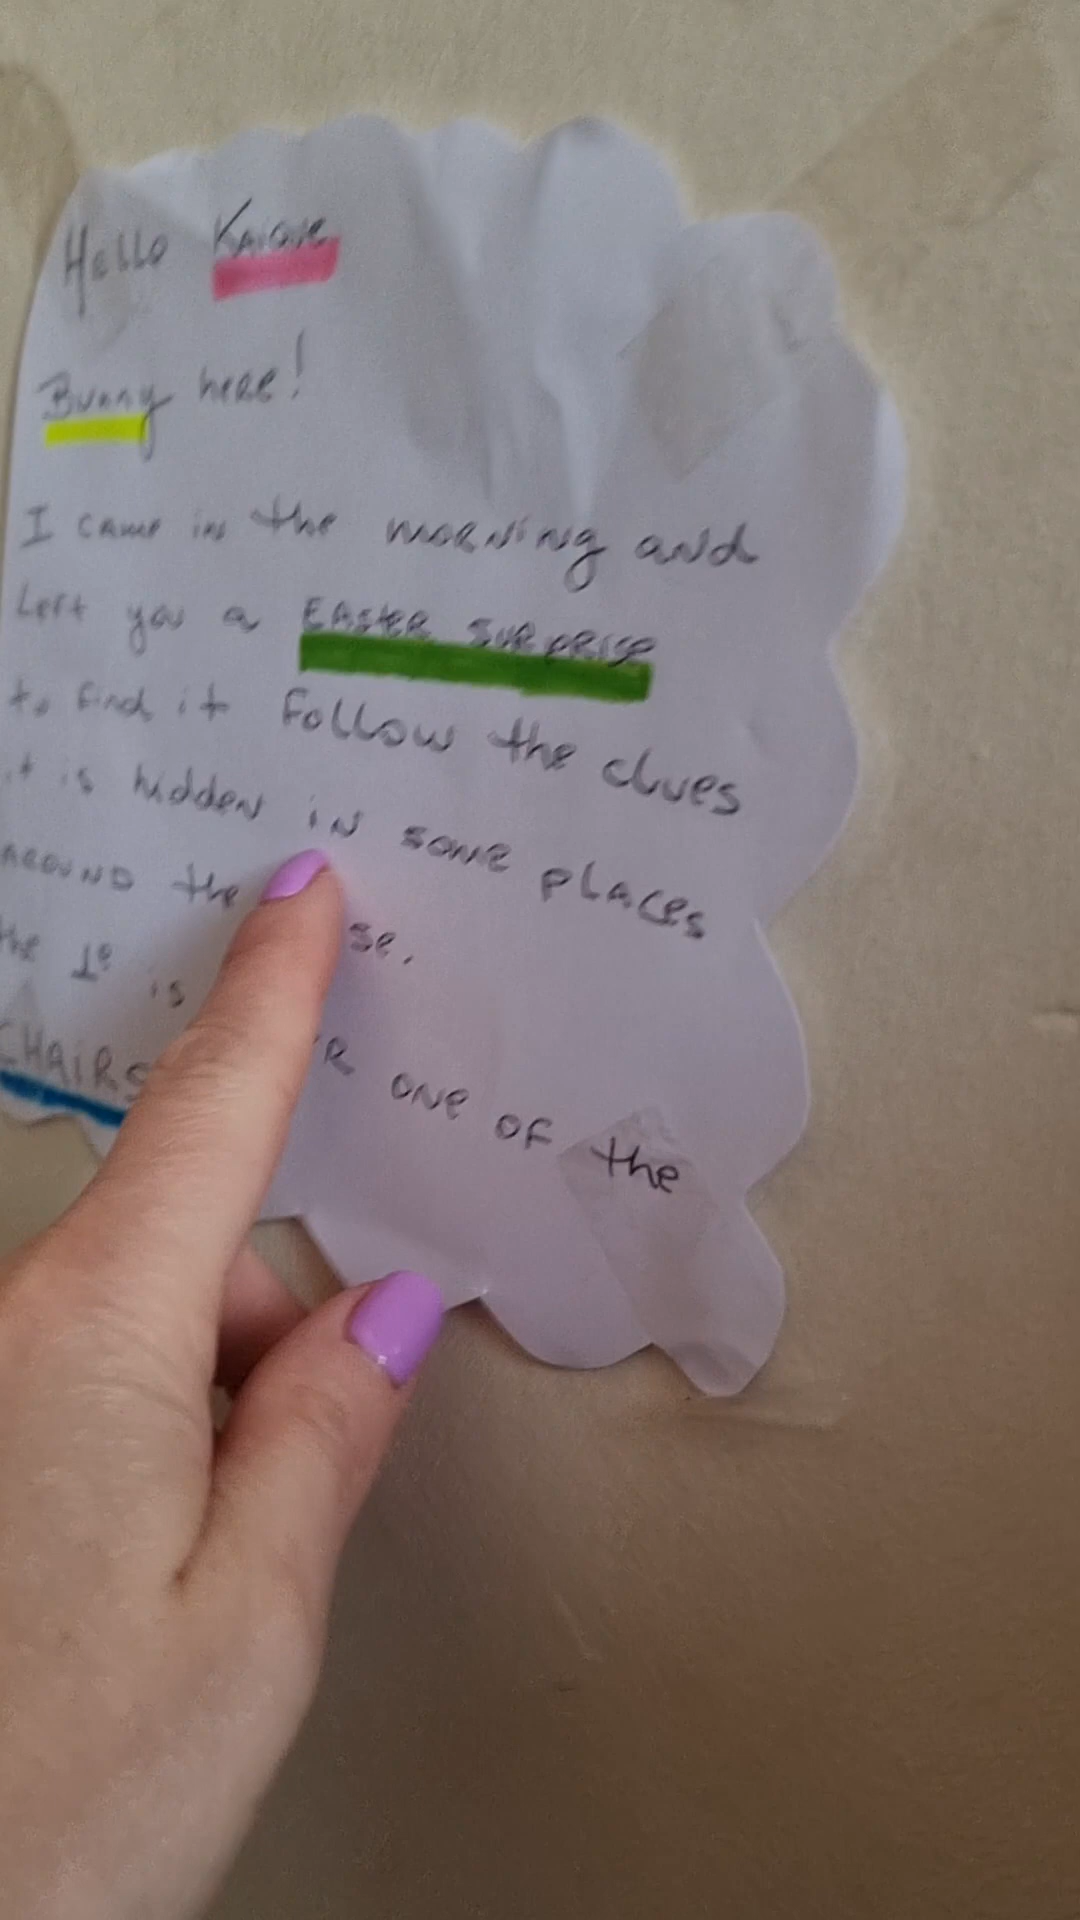 Hello Kaique
Bunny here!
I came in the morning and
Left you a EASTER SURPRISE
to find it Follow the clues
it is hidden in some places
AROUND the se.
the 1º is R one of the
CHAIRS